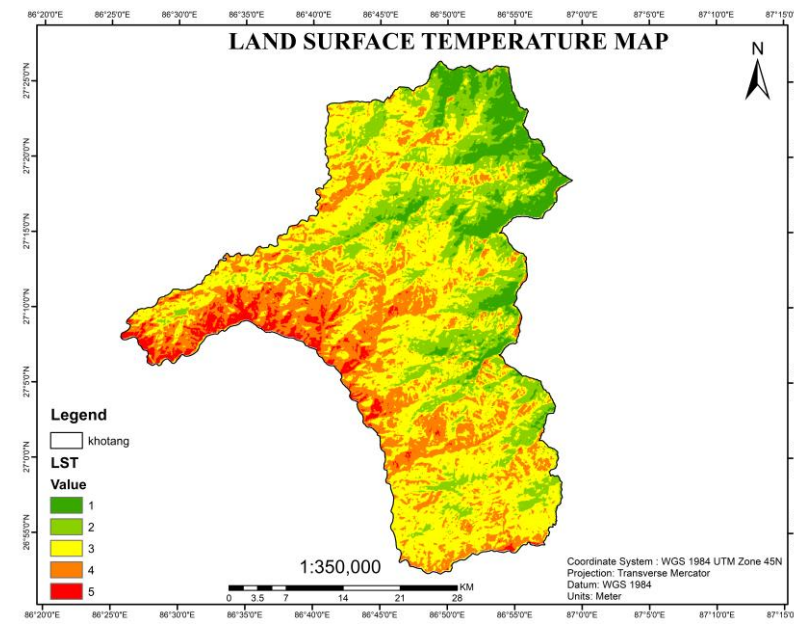 86°20'0"E 86°25'0"E 86°30'0"E 86°35'0"E 86°40'0"E 86°45'0"E 86°50'0"E 86°55'0"E 87°0'0"E 87°5'0"E 87°10'0"E 87°15'0"E
LAND SURFACE TEMPERATURE MAP
N
27°25'0"N
27°20'0"N
27°15'0"N
27°10'0"N
27°5'0"N
27°0'0"N
26°55'0"N
Legend
khotang
LST
Value
1
2
3
4
5
1:350,000
KM
0 3.5 7 14 21 28
Coordinate System : WGS 1984 UTM Zone 45N
Projection: Transverse Mercator
Datum: WGS 1984
Units: Meter
86°20'0"E 86°25'0"E 86°30'0"E 86°35'0"E 86°40'0"E 86°45'0"E 86°50'0"E 86°55'0"E 87°0'0"E 87°5'0"E 87°10'0"E 87°15'0"E